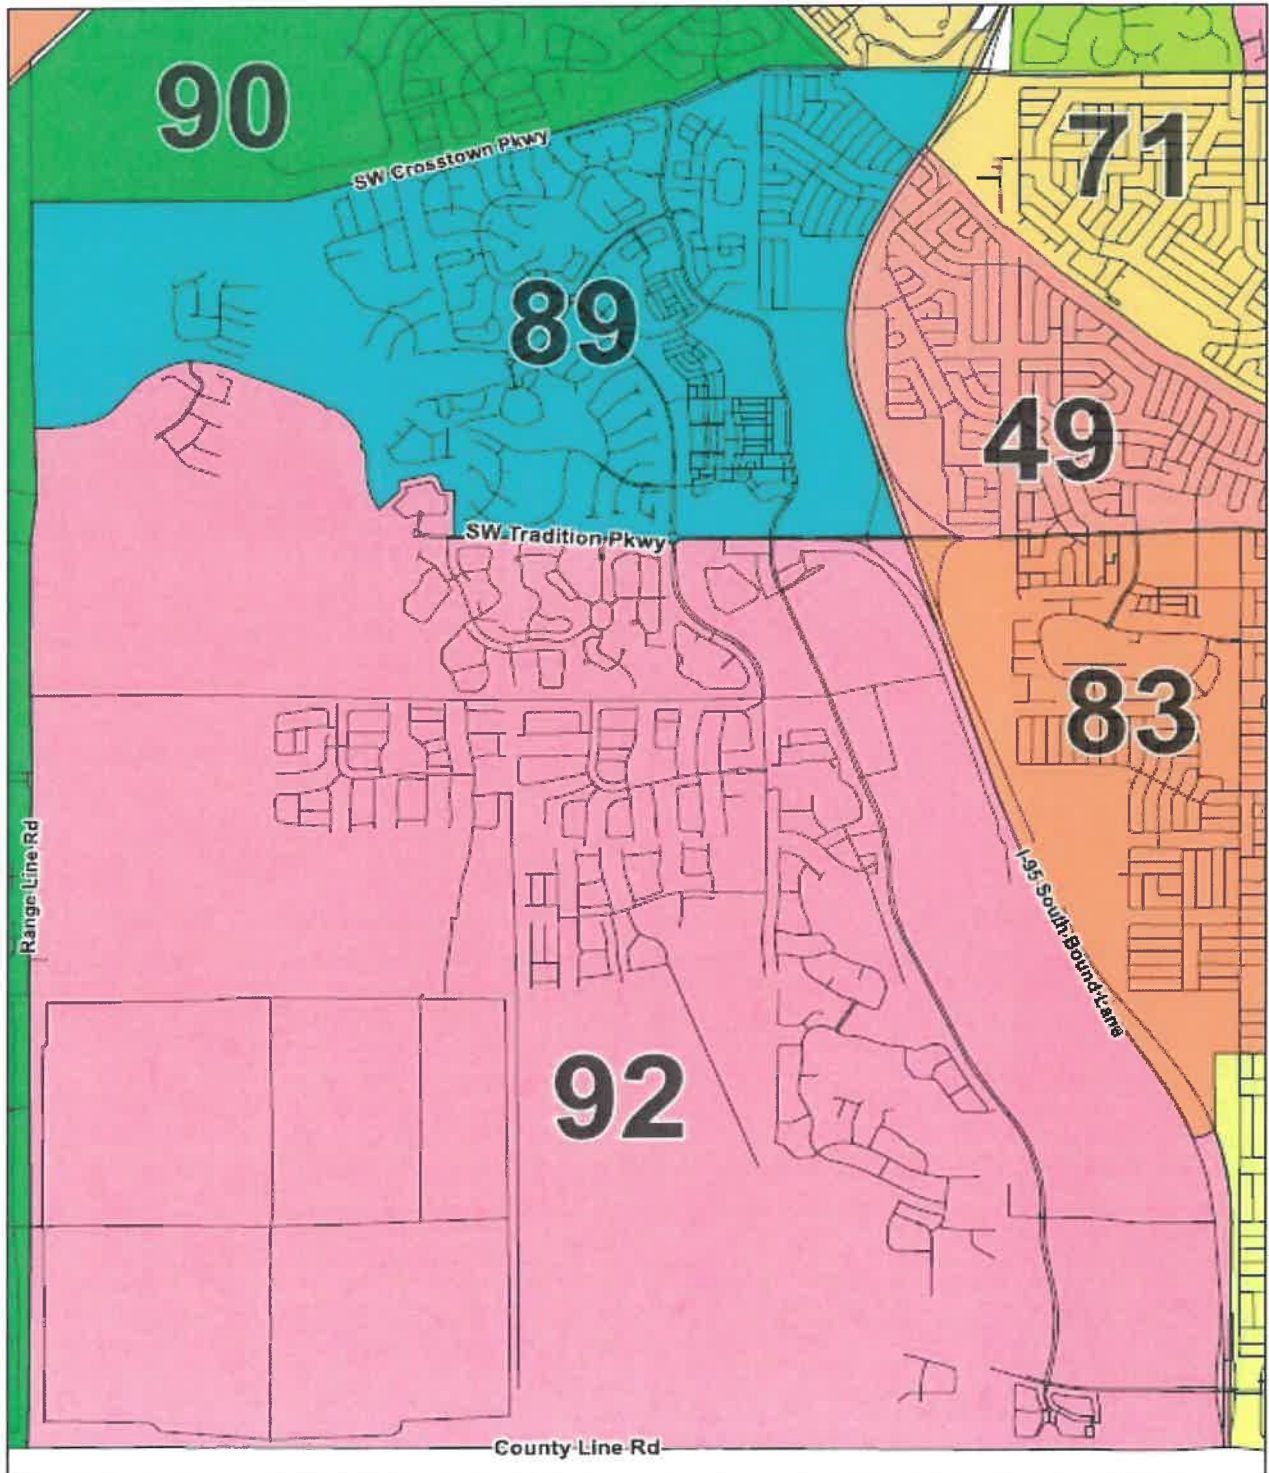 90
71
SW Crosstown Pkwy
89
49
SW Tradition Pkwy
83
Range Line Rd
I-95 South Bound Lane
92
County Line Rd